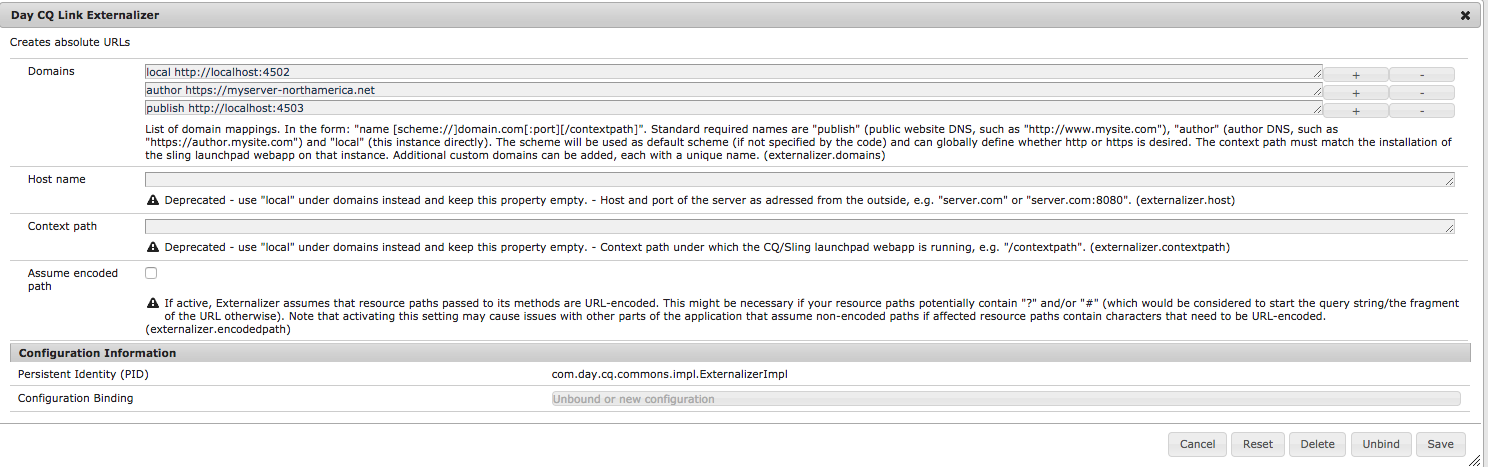 Day CQ Link Externalizer
Creates absolute URLs
Domains
local http://localhost:4502
+ -
author https://myserver-northamerica.net
+ -
publish http://localhost:4503
+ -
List of domain mappings. In the form: "name [scheme://]domain.com[:port][/contextpath]". Standard required names are "publish" (public website DNS, such as "http://www.mysite.com"), "author" (author DNS, such as
"https://author.mysite.com") and "local" (this instance directly). The scheme will be used as default scheme (if not specified by the code) and can globally define whether http or https is desired. The context path must match the installation of
the sling launchpad webapp on that instance. Additional custom domains can be added, each with a unique name. (externalizer.domains)
Host name
Deprecated - use "local" under domains instead and keep this property empty. - Host and port of the server as adressed from the outside, e.g. "server.com" or "server.com:8080". (externalizer.host)
Context path
Deprecated - use "local" under domains instead and keep this property empty. - Context path under which the CQ/Sling launchpad webapp is running, e.g. "/contextpath". (externalizer.contextpath)
Assume encoded
path
If active, Externalizer assumes that resource paths passed to its methods are URL-encoded. This might be necessary if your resource paths potentially contain "?" and/or "#" (which would be considered to start the query string/the fragment
of the URL otherwise). Note that activating this setting may cause issues with other parts of the application that assume non-encoded paths if affected resource paths contain characters that need to be URL-encoded.
(externalizer.encodedpath)
Configuration Information
Persistent Identity (PID)
com.day.cq.commons.impl.ExternalizerImpl
Configuration Binding
Unbound or new configuration
Cancel Reset Delete Unbind Save